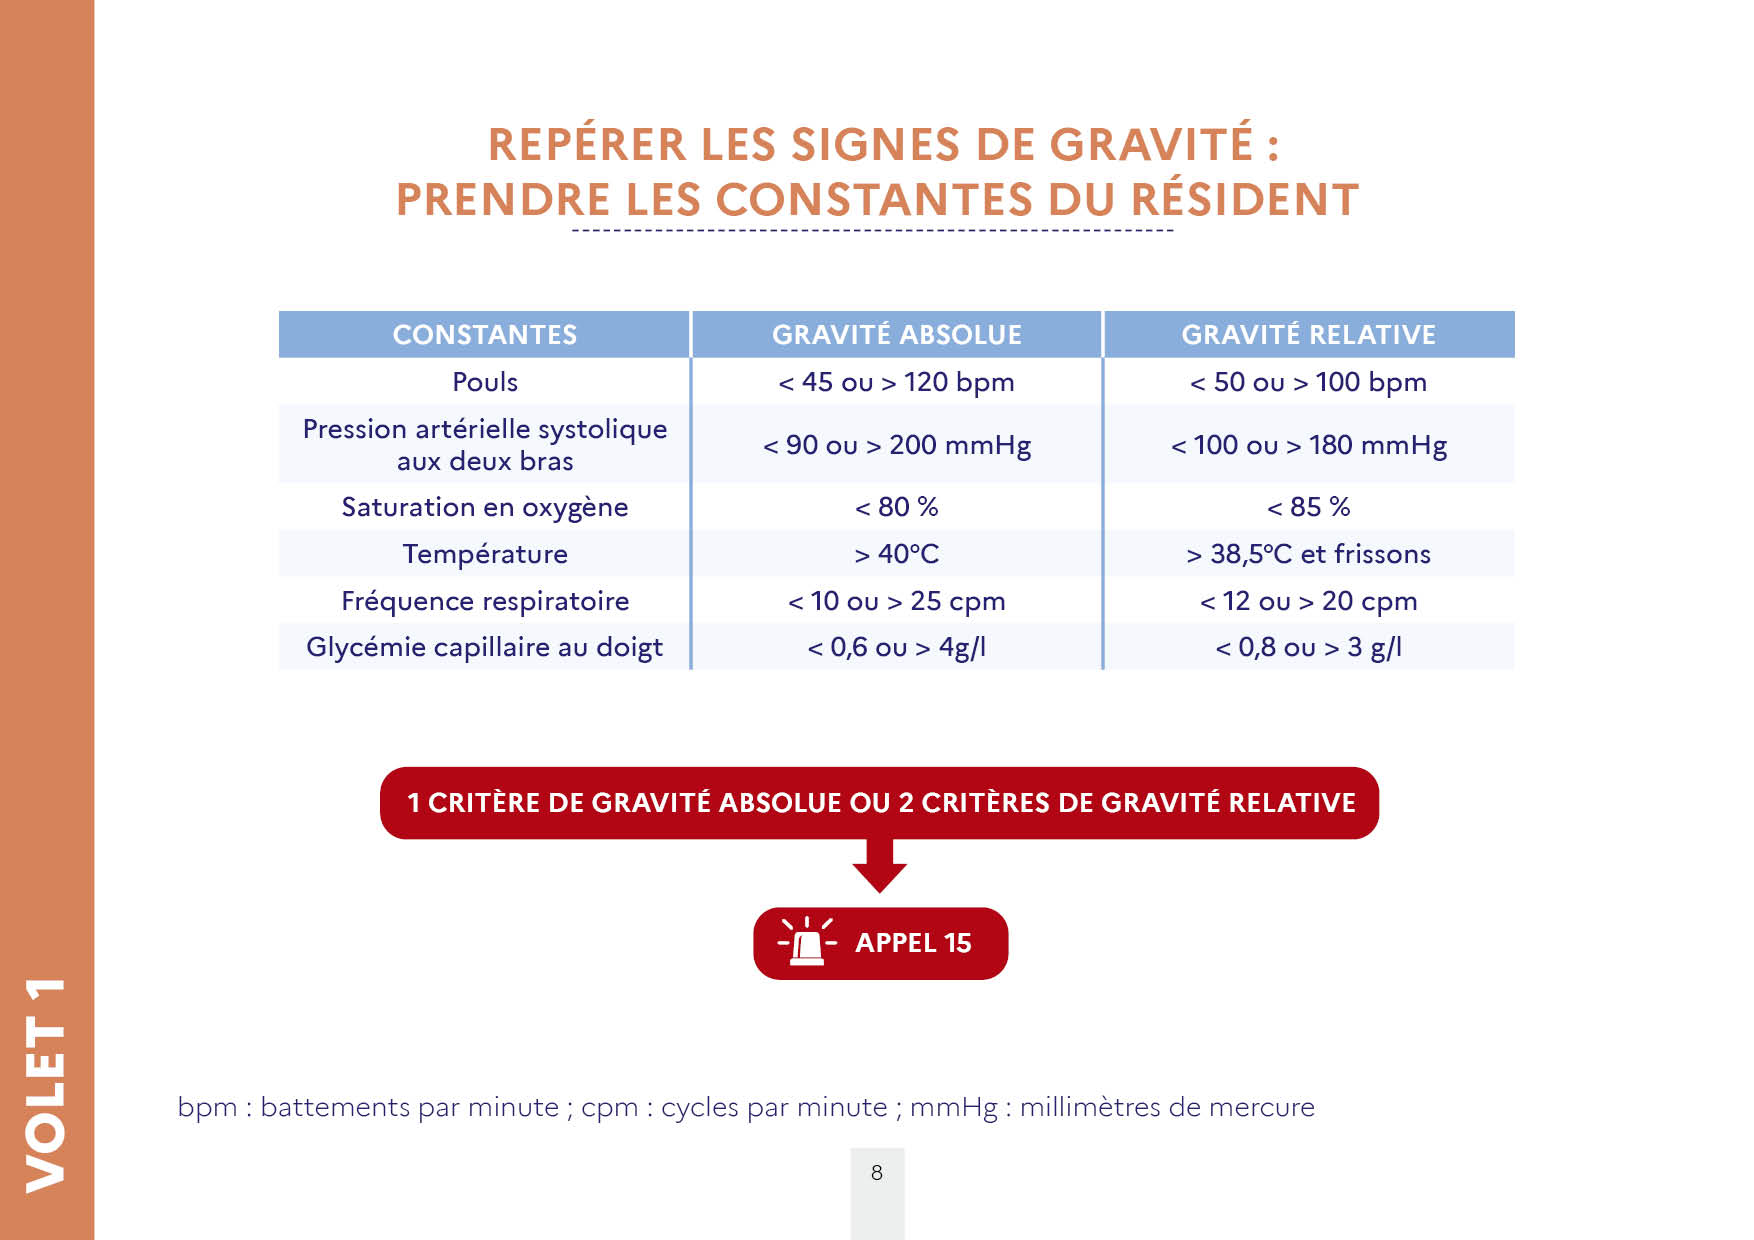 REPÉRER LES SIGNES DE GRAVITÉ :
PRENDRE LES CONSTANTES DU RÉSIDENT
CONSTANTES GRAVITÉ ABSOLUE GRAVITÉ RELATIVE
Pouls < 45 ou > 120 bpm < 50 ou > 100 bpm
Pression artérielle systolique
aux deux bras < 90 ou > 200 mmHg < 100 ou > 180 mmHg
Saturation en oxygène < 80 % < 85 %
Température > 40°C > 38,5°C et frissons
Fréquence respiratoire < 10 ou > 25 cpm < 12 ou > 20 cpm
Glycémie capillaire au doigt < 0,6 ou > 4g/l < 0,8 ou > 3 g/l
1 CRITÈRE DE GRAVITÉ ABSOLUE OU 2 CRITÈRES DE GRAVITÉ RELATIVE
APPEL 15
bpm : battements par minute ; cpm : cycles par minute ; mmHg : millimètres de mercure
8
VOLET 1